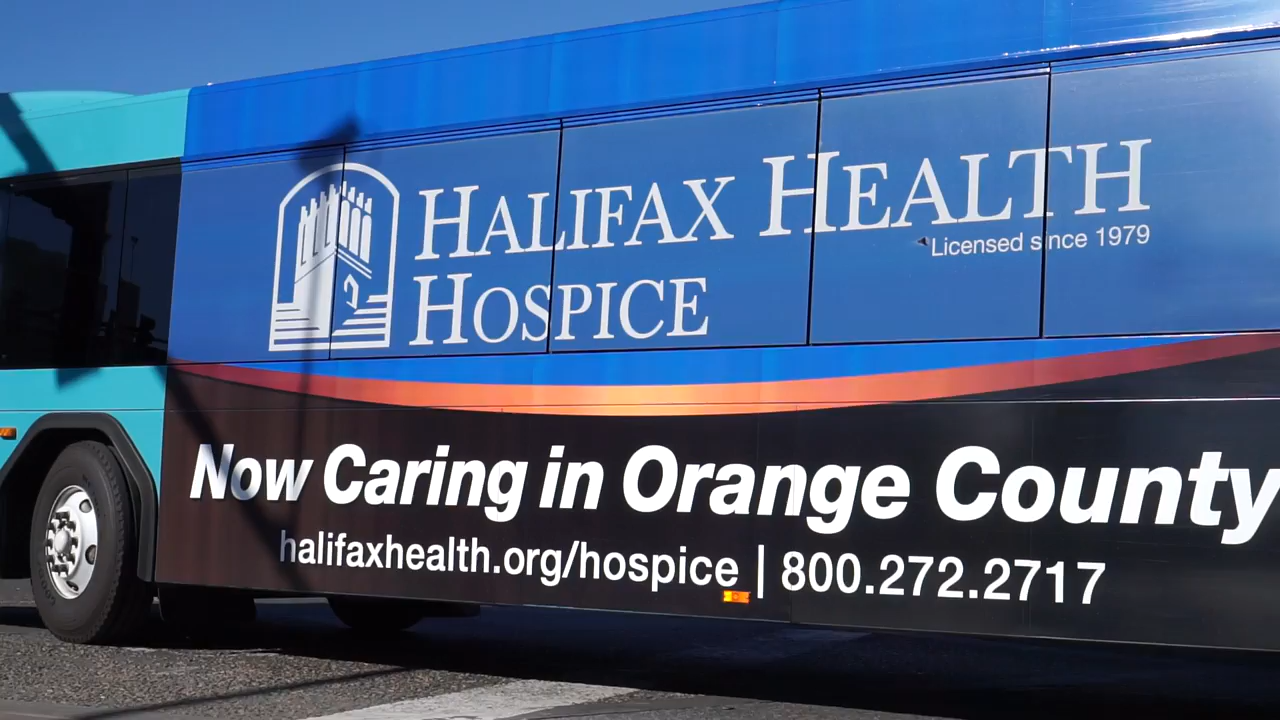 HALIFAX HEALTH
Licensed since 1979
HOSPICE
Now Caring in Orange County
halifaxhealth.org/hospice | 800.272.2717